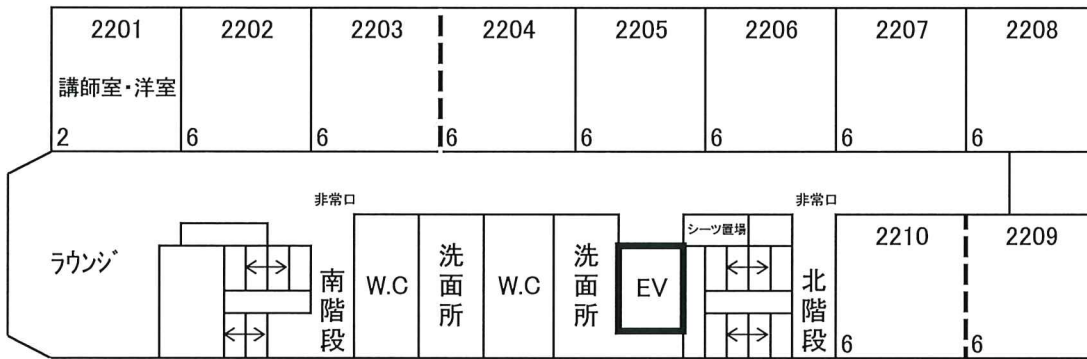 2201
2202
2203
2204
2205
2206
2207
2208
講師室・洋室
2
6
6
6
6
6
6
6
非常口
非常口
ラウンジ
南階段
W.C
洗面所
W.C
洗面所
EV
シーツ置場
北階段
2210
2209
6
6